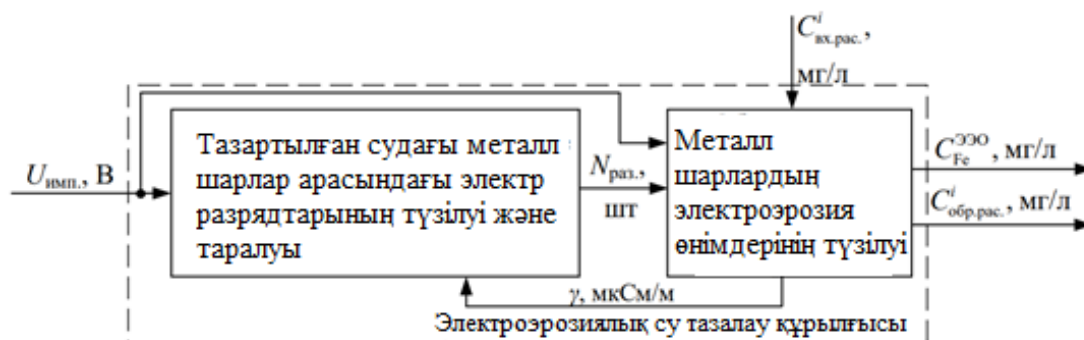 C^i_вх.рас.,
мг/л
Тазартылған судағы металл
шарлар арасындағы электр
разрядтарының түзілуі және
таралуы
U_имп., В
N_раз.,
шт
Металл
шарлардың
электроэрозия
өнімдерінің түзілуі
C^ЭЭО_Fe, мг/л
C^i_обр.рас., мг/л
γ, мкСм/м
Электроэрозиялық су тазалау құрылғысы